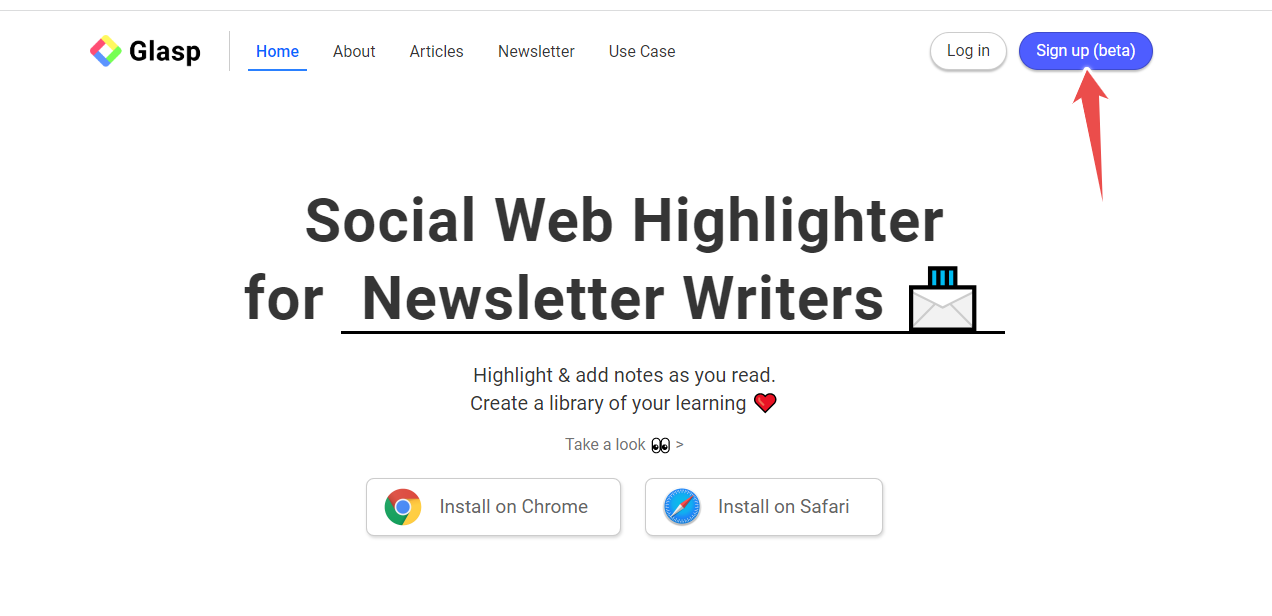 Glasp Home About Articles Newsletter Use Case Log in Sign up (beta)
Social Web Highlighter
for Newsletter Writers
Highlight & add notes as you read.
Create a library of your learning
Take a look >
Install on Chrome Install on Safari